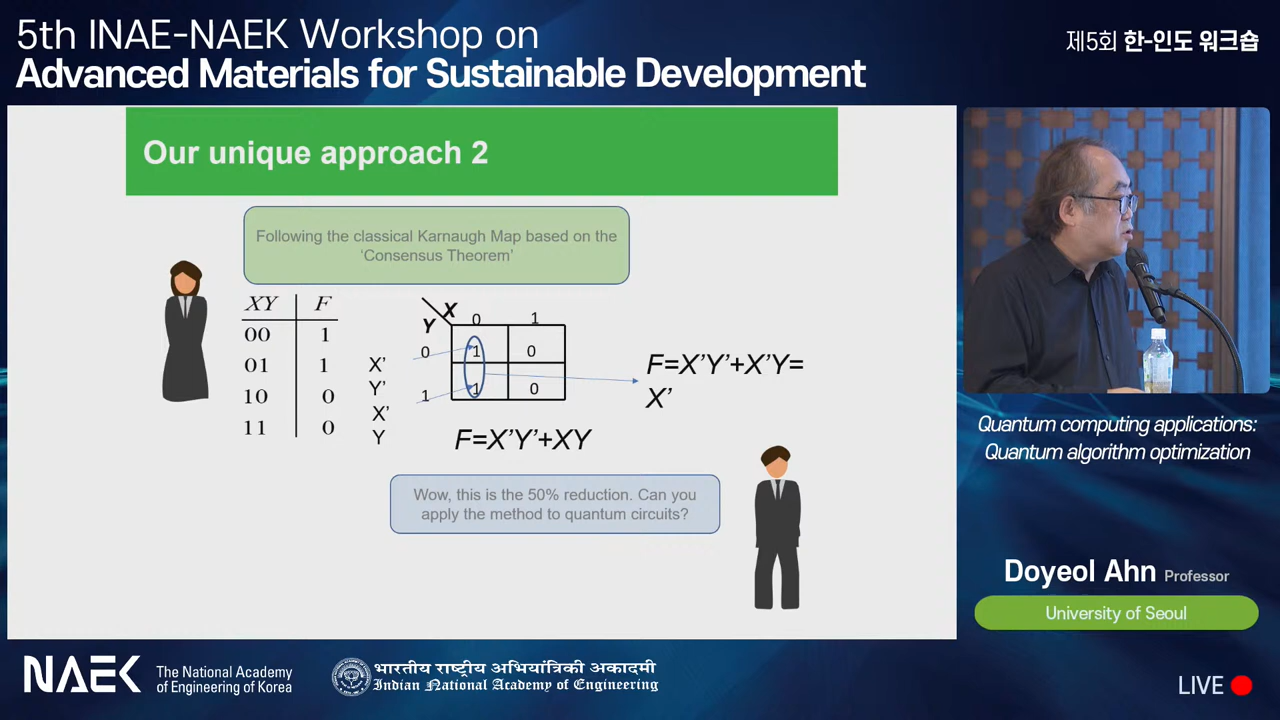 5th INAE-NAEK Workshop on
Advanced Materials for Sustainable Development
제5회 한-인도 워크숍
Our unique approach 2
Following the classical Karnaugh Map based on the
‘Consensus Theorem’
XY F
00 1
01 1
10 0
11 0
X’
Y’
X’
Y
X
Y
0 1
0 1 0
1 1 0
F=X’Y’+X’Y=
X’
F=X’Y’+XY
Wow, this is the 50% reduction. Can you
apply the method to quantum circuits?
Quantum computing applications:
Quantum algorithm optimization
Doyeol Ahn Professor
University of Seoul
NAEK The National Academy
of Engineering of Korea
भारतीय राष्ट्रीय अभियांत्रिकी अकादमी
Indian National Academy of Engineering
LIVE